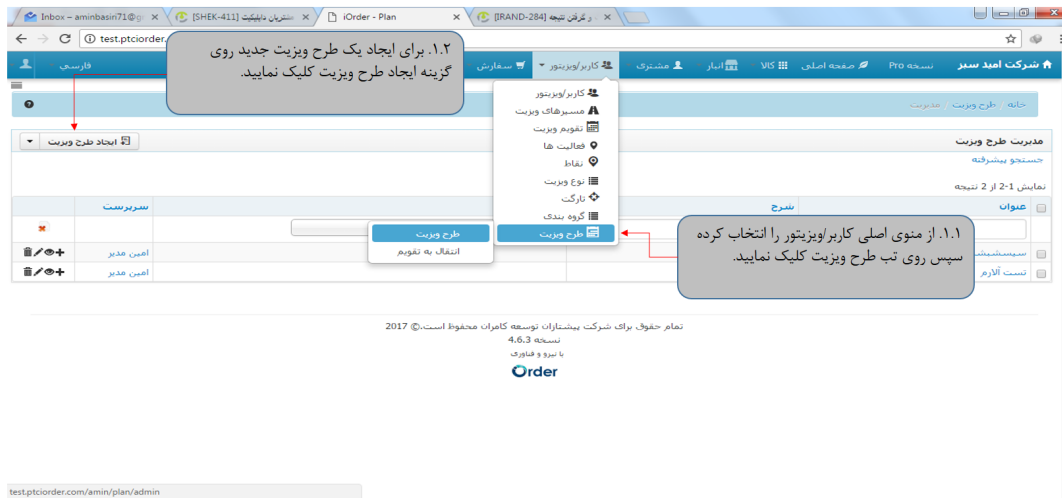 Inbox – aminbasiri71@g
[SHEK-411] مشتریان داپلیکیت
iOrder - Plan
[IRAND-284] و گرفتن نتیجه
test.ptciorder.
شرکت امید سبز
نسخه Pro
صفحه اصلی
کالا
انبار
مشتری
کاربر/ویزیتور
سفارش
فارسی
۱.۲. برای ایجاد یک طرح ویزیت جدید روی
گزینه ایجاد طرح ویزیت کلیک نمایید.
خانه / طرح ویزیت / مدیریت
کاربر/ویزیتور
مسیرهای ویزیت
تقویم ویزیت
فعالیت ها
نقاط
نوع ویزیت
تارگت
گروه بندی
طرح ویزیت
طرح ویزیت
انتقال به تقویم
مدیریت طرح ویزیت
ایجاد طرح ویزیت
جستجو پیشرفته
نمایش 1-2 از 2 نتیجه
عنوان
شرح
سرپرست
۱.۱. از منوی اصلی کاربر/ویزیتور را انتخاب کرده
سپس روی تب طرح ویزیت کلیک نمایید.
امین مدیر
تست آلارم
امین مدیر
تمام حقوق برای شرکت پیشتازان توسعه کامران محفوظ است.© 2017
نسخه 4.6.3
با نیرو و فناوری
Order
test.ptciorder.com/amin/plan/admin